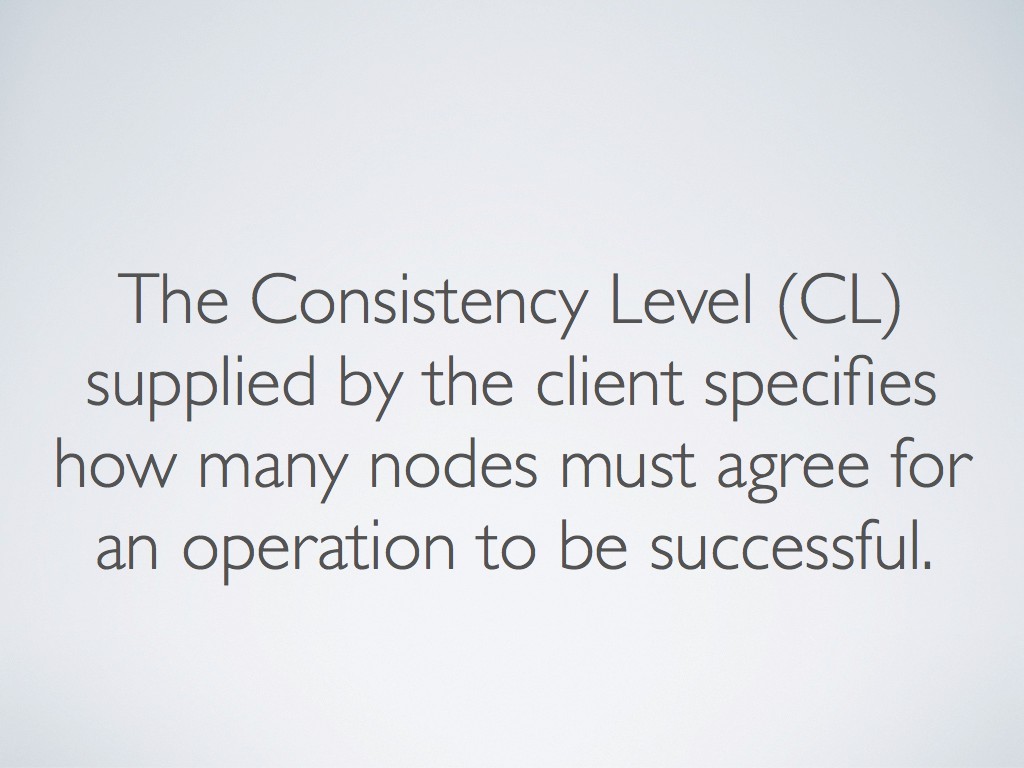 The Consistency Level (CL)
supplied by the client specifies
how many nodes must agree for
an operation to be successful.